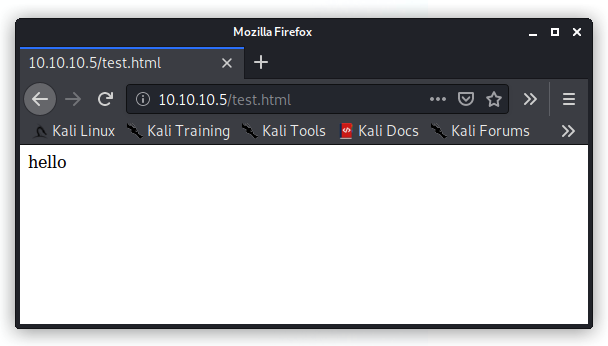 Mozilla Firefox
10.10.10.5/test.html
10.10.10.5/test.html
Kali Linux Kali Training Kali Tools Kali Docs Kali Forums
hello